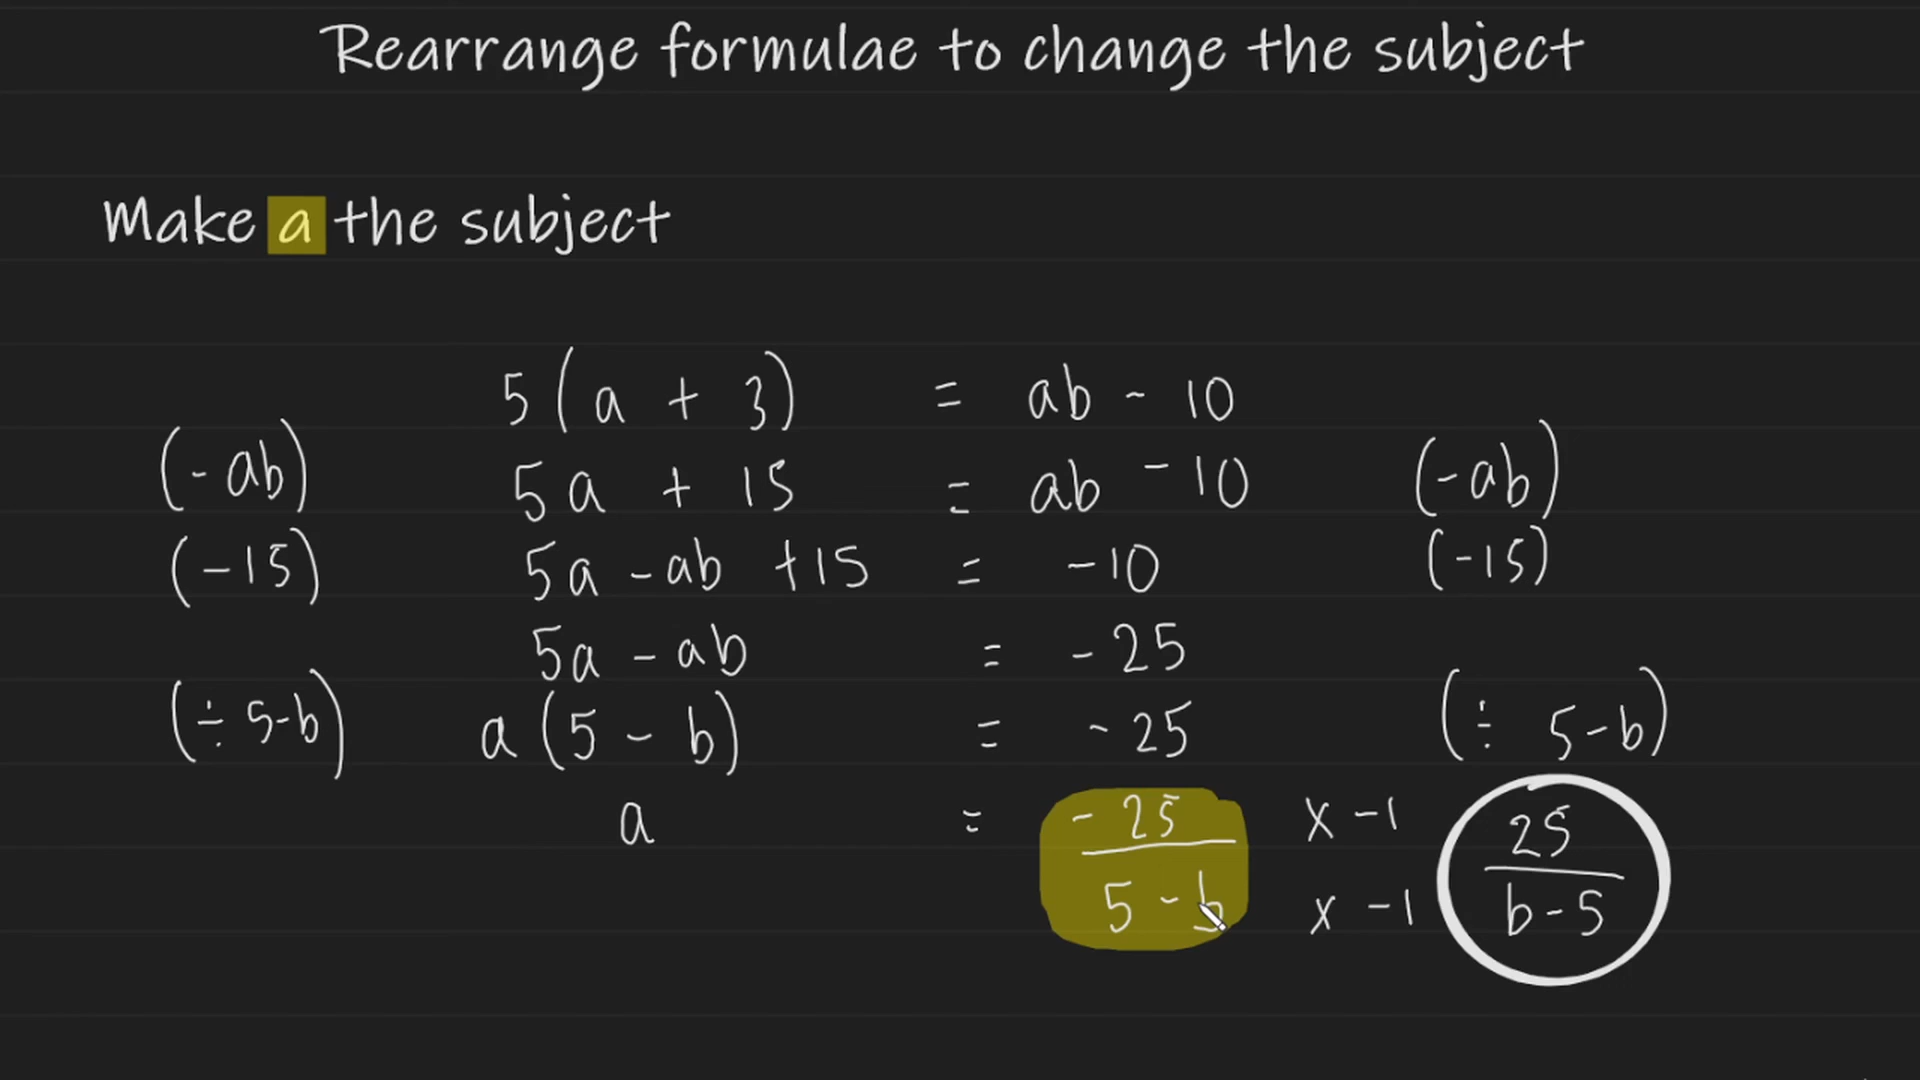 Rearrange formulae to change the subject
Make a the subject
5(a + 3) = ab - 10
(-ab) 5a + 15 = ab - 10 (-ab)
(-15) 5a - ab + 15 = -10 (-15)
5a - ab = -25
(÷ 5-b) a(5 - b) = -25 (÷ 5-b)
a = -25 x -1 25
5 - b x -1 b - 5